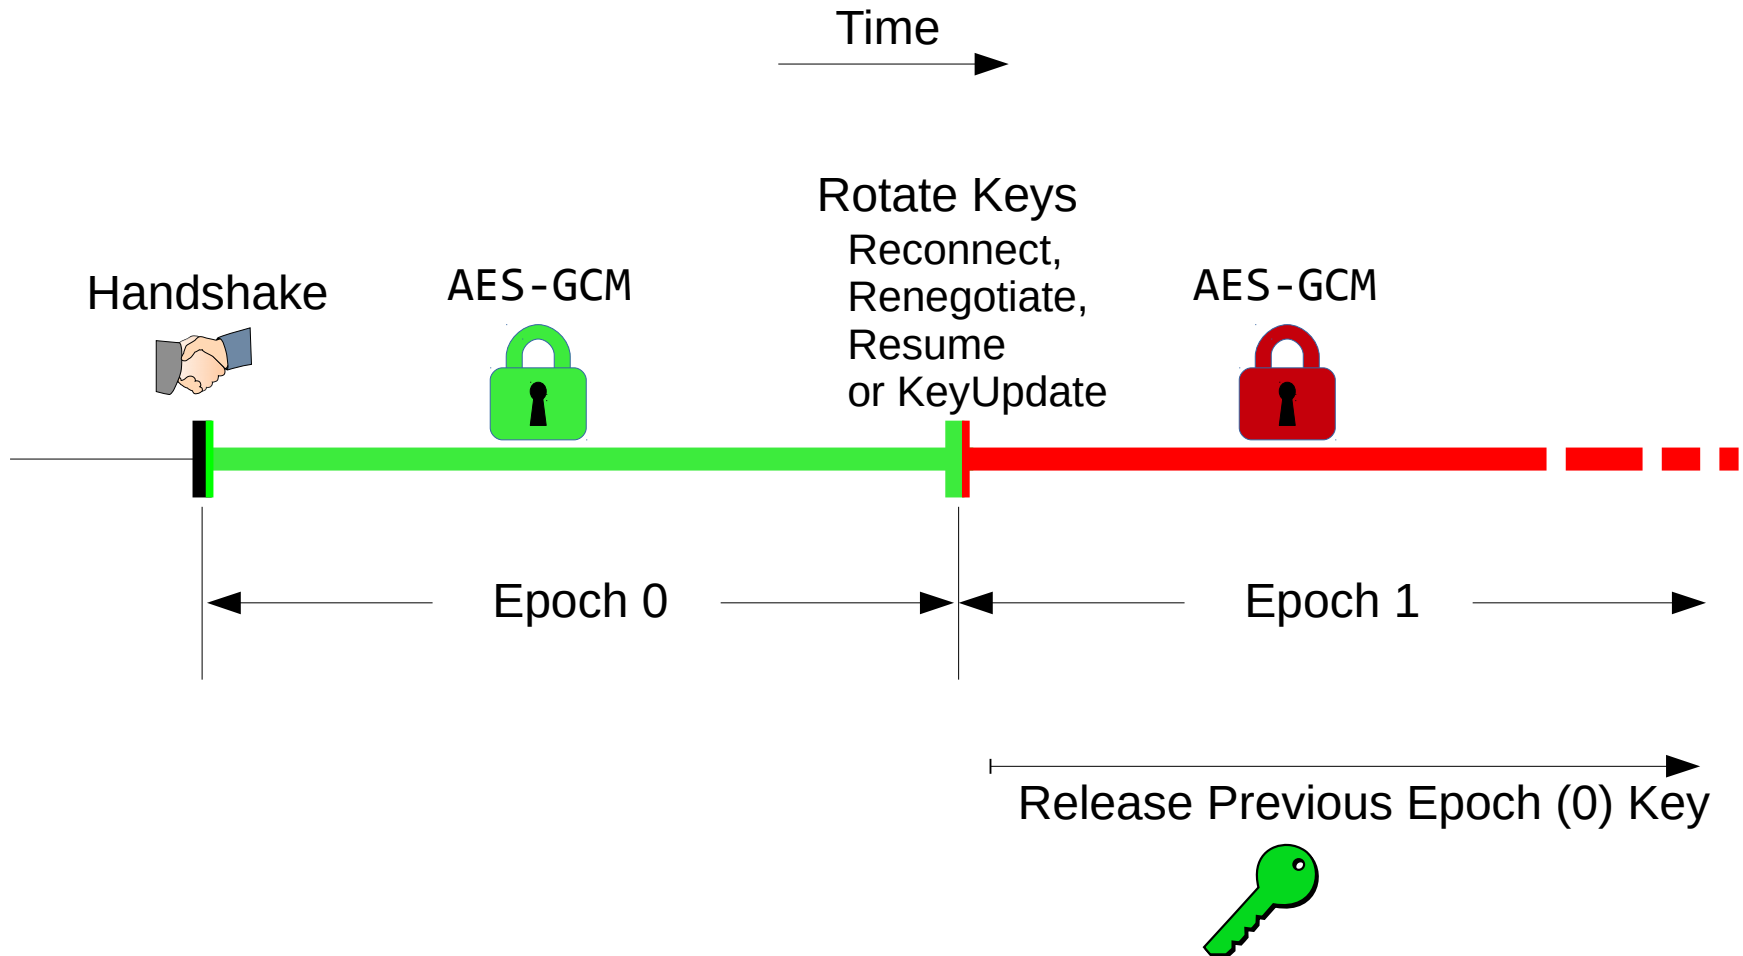 Time
Rotate Keys
Reconnect,
Renegotiate,
Resume
or KeyUpdate
Handshake
AES-GCM
AES-GCM
Epoch 0
Epoch 1
Release Previous Epoch (0) Key